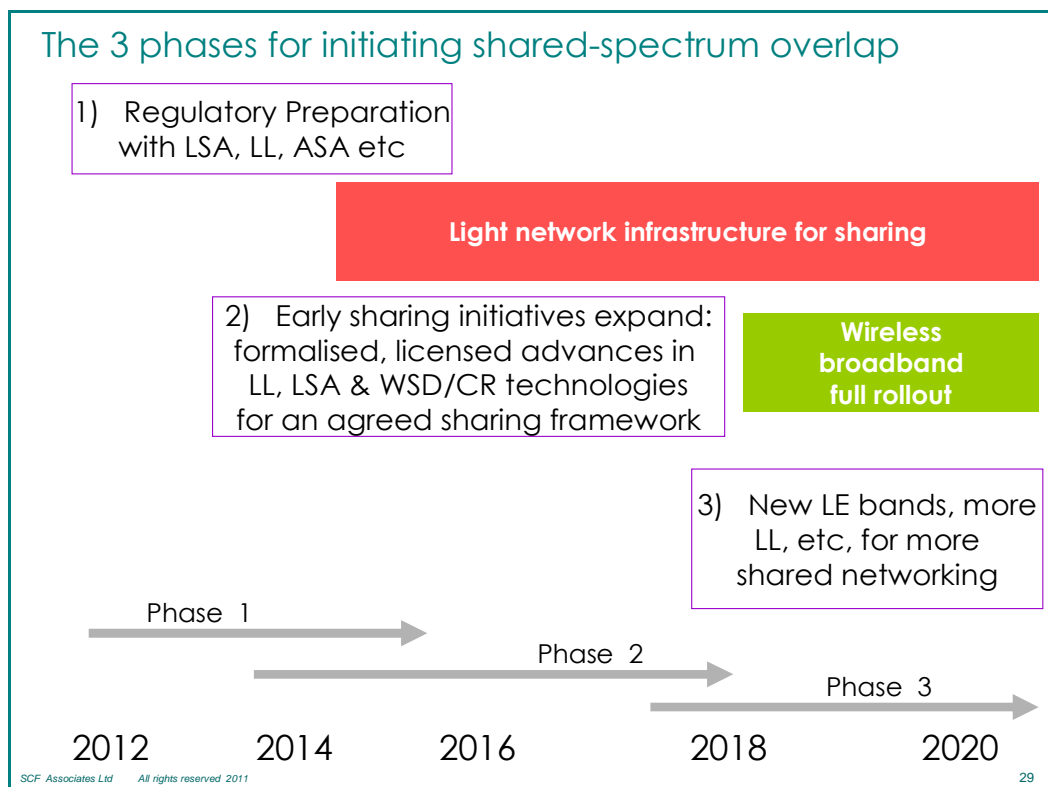 The 3 phases for initiating shared-spectrum overlap
1) Regulatory Preparation
with LSA, LL, ASA etc
Light network infrastructure for sharing
2) Early sharing initiatives expand:
formalised, licensed advances in
LL, LSA & WSD/CR technologies
for an agreed sharing framework
Wireless
broadband
full rollout
3) New LE bands, more
LL, etc, for more
shared networking
Phase 1
Phase 2
Phase 3
2012 2014 2016 2018 2020
SCF Associates Ltd All rights reserved 2011 29